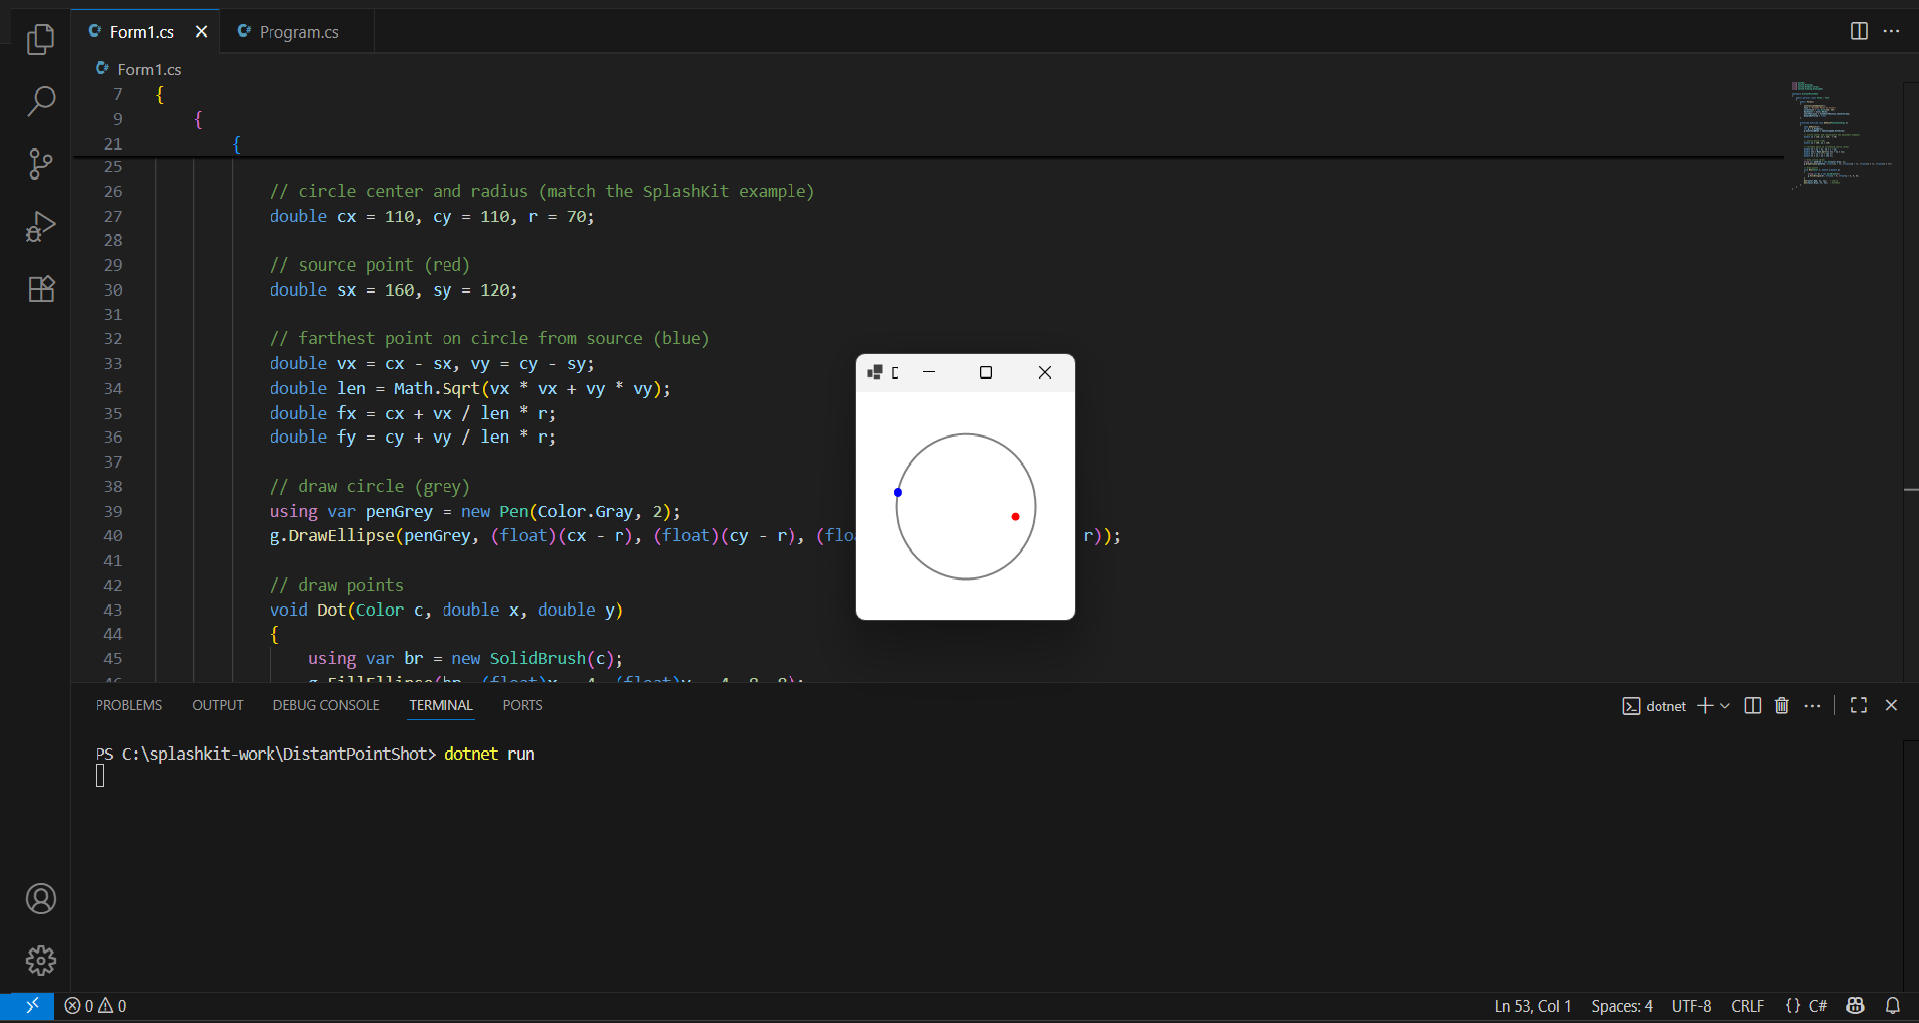 Form1.cs
Program.cs
Form1.cs
7 {
9 {
21 {
25
26 // circle center and radius (match the SplashKit example)
27 double cx = 110, cy = 110, r = 70;
28
29 // source point (red)
30 double sx = 160, sy = 120;
31
32 // farthest point on circle from source (blue)
33 double vx = cx - sx, vy = cy - sy;
34 double len = Math.Sqrt(vx * vx + vy * vy);
35 double fx = cx + vx / len * r;
36 double fy = cy + vy / len * r;
37
38 // draw circle (grey)
39 using var penGrey = new Pen(Color.Gray, 2);
40 g.DrawEllipse(penGrey, (float)(cx - r), (float)(cy - r), (flo r));
41
42 // draw points
43 void Dot(Color c, double x, double y)
44 {
45 using var br = new SolidBrush(c);
PROBLEMS OUTPUT DEBUG CONSOLE TERMINAL PORTS
dotnet
PS C:\splashkit-work\DistantPointShot> dotnet run
0 0
Ln 53, Col 1 Spaces: 4 UTF-8 CRLF {} C#